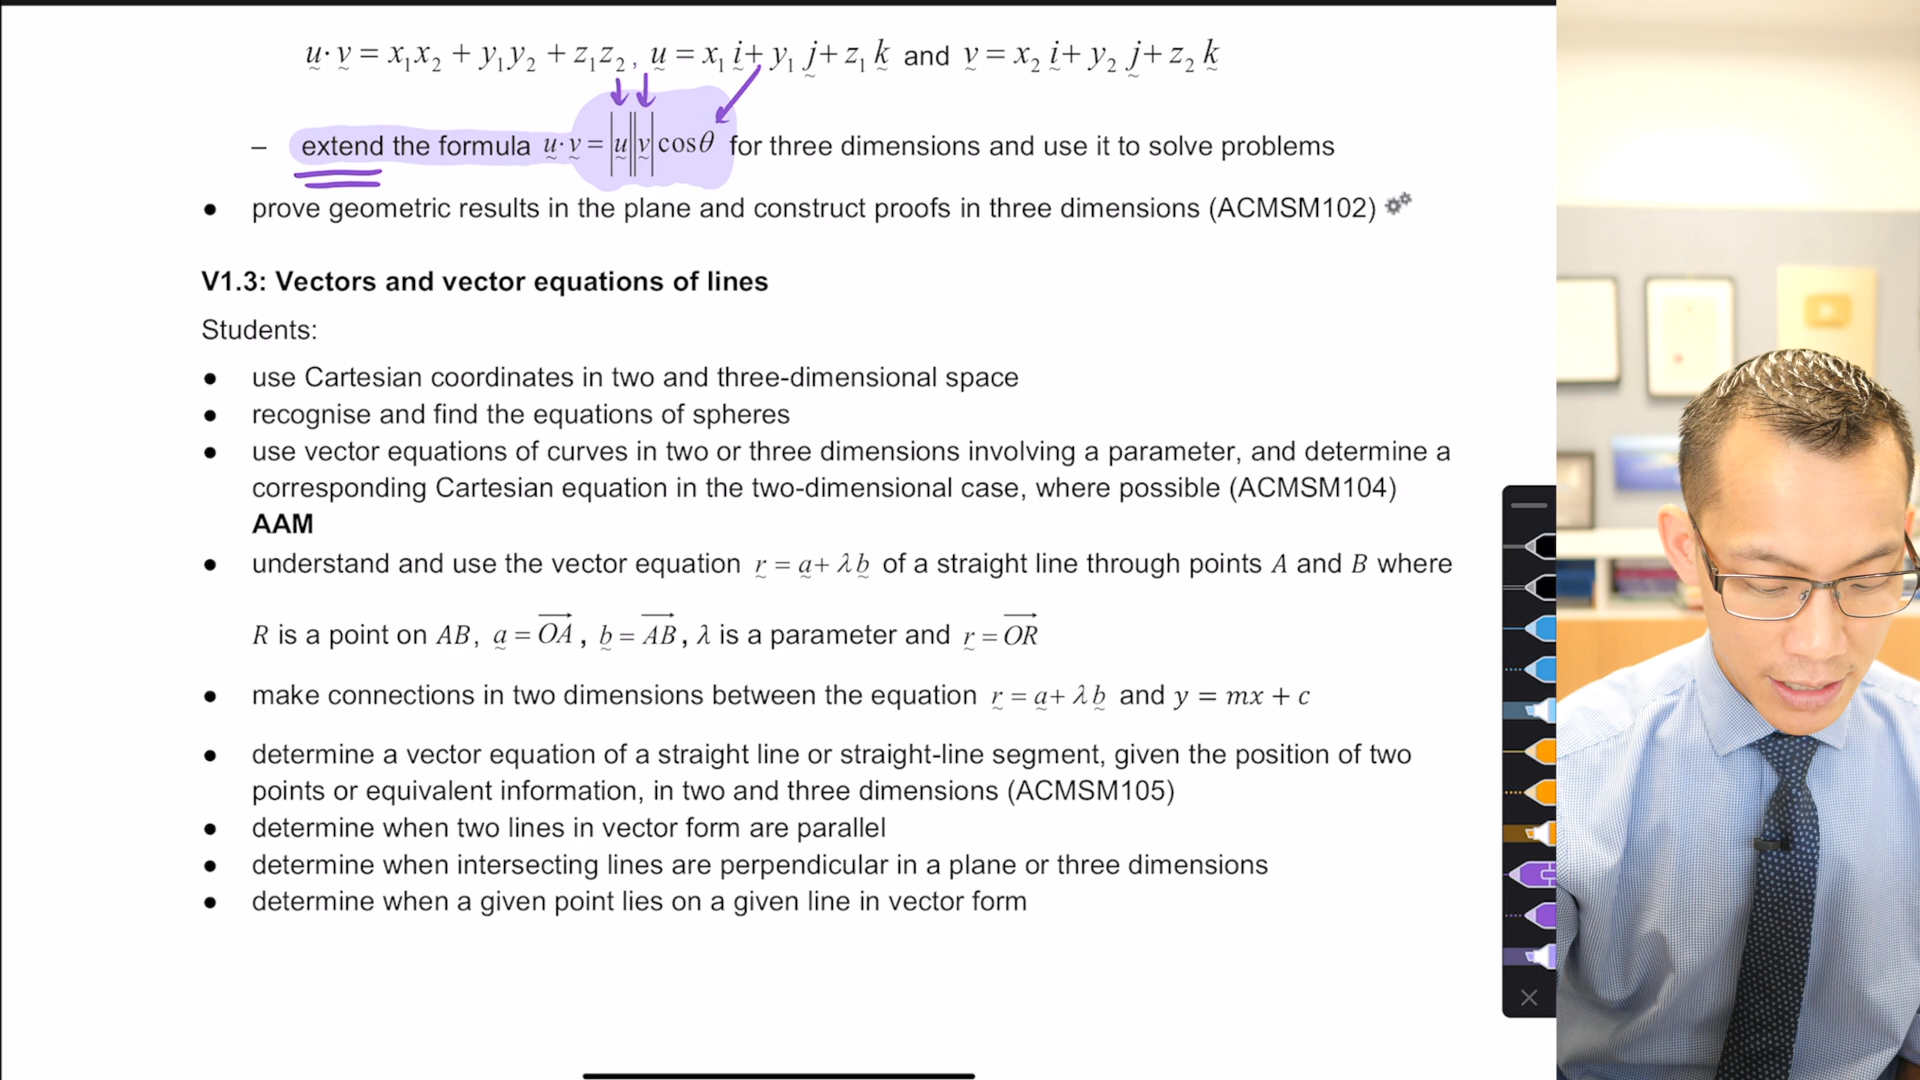 u · v = x₁x₂ + y₁y₂ + z₁z₂, u = x₁ i + y₁ j + z₁ k and v = x₂ i + y₂ j + z₂ k
– extend the formula u · v = |u||v|cosθ for three dimensions and use it to solve problems
● prove geometric results in the plane and construct proofs in three dimensions (ACMSM102)
V1.3: Vectors and vector equations of lines
Students:
● use Cartesian coordinates in two and three-dimensional space
● recognise and find the equations of spheres
● use vector equations of curves in two or three dimensions involving a parameter, and determine a
corresponding Cartesian equation in the two-dimensional case, where possible (ACMSM104)
AAM
● understand and use the vector equation r = a + λb of a straight line through points A and B where
R is a point on AB, a = OA, b = AB, λ is a parameter and r = OR
● make connections in two dimensions between the equation r = a + λb and y = mx + c
● determine a vector equation of a straight line or straight-line segment, given the position of two
points or equivalent information, in two and three dimensions (ACMSM105)
● determine when two lines in vector form are parallel
● determine when intersecting lines are perpendicular in a plane or three dimensions
● determine when a given point lies on a given line in vector form